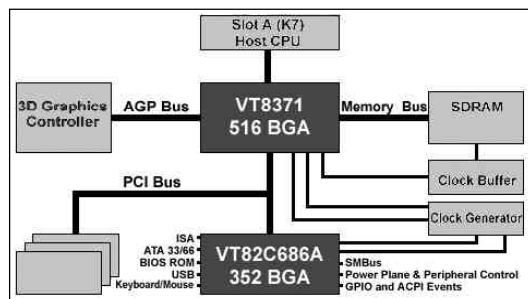 Slot A (K7)
Host CPU
3D Graphics
Controller
AGP Bus
VT8371
516 BGA
Memory Bus
SDRAM
Clock Buffer
PCI Bus
Clock Generator
ISA
ATA 33/66
BIOS ROM
USB
Keyboard/Mouse
VT82C686A
352 BGA
SMBus
Power Plane & Peripheral Control
GPIO and ACPI Events